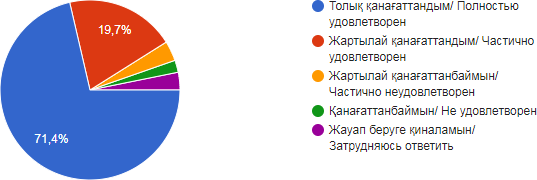 19,7%
71,4%
Толық қанағаттандым/ Полностью
удовлетворен
Жартылай қанағаттандым/ Частично
удовлетворен
Жартылай қанағаттанбаймын/
Частично неудовлетворен
Қанағаттанбаймын/ Не удовлетворен
Жауап беруге қиналамын/
Затрудняюсь ответить